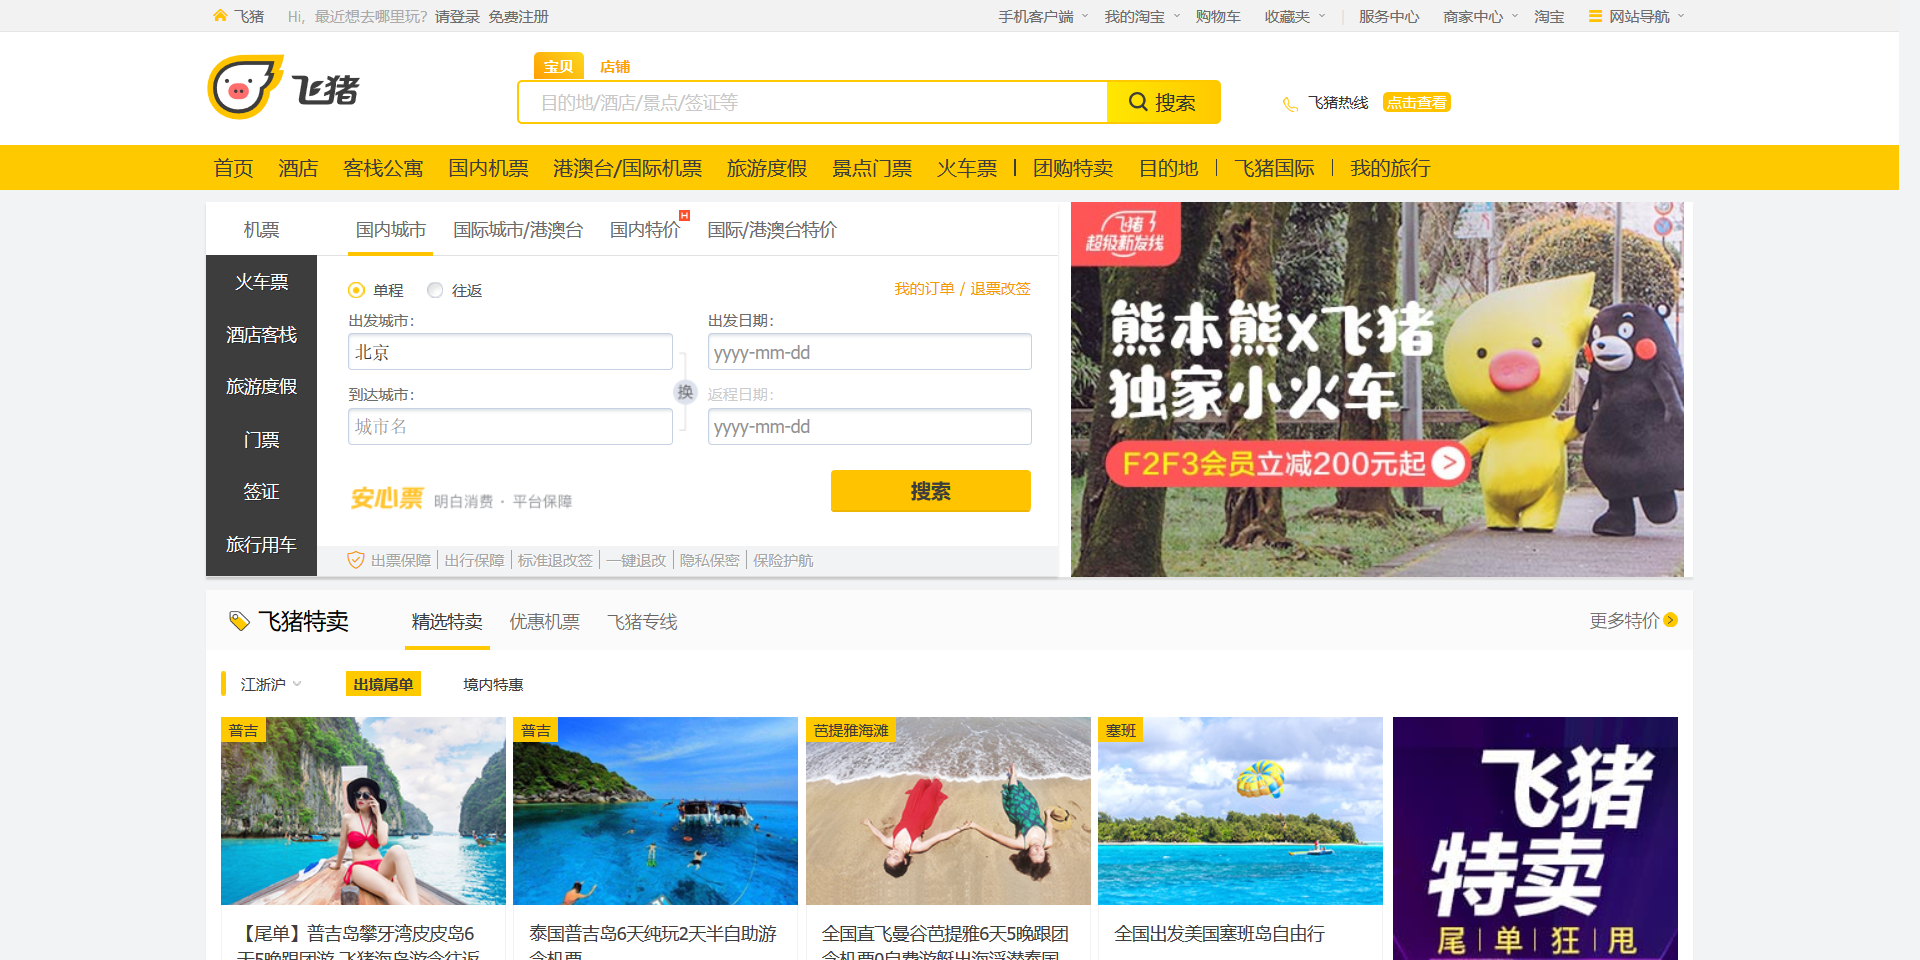 飞猪 Hi, 最近想去哪里玩? 请登录 免费注册 手机客户端 我的淘宝 购物车 收藏夹 服务中心 商家中心 淘宝 网站导航
飞猪
宝贝 店铺
目的地/酒店/景点/签证等 搜索 飞猪热线 点击查看
首页 酒店 客栈公寓 国内机票 港澳台/国际机票 旅游度假 景点门票 火车票 团购特卖 目的地 飞猪国际 我的旅行
机票 国内城市 国际城市/港澳台 国内特价 H 国际/港澳台特价
火车票
酒店客栈
旅游度假
门票
签证
旅行用车
单程 往返 我的订单 / 退票改签
出发城市: 出发日期:
北京 yyyy-mm-dd
换
到达城市: 返程日期:
城市名 yyyy-mm-dd
安心票 明白消费 · 平台保障 搜索
出票保障 出行保障 标准退改签 一键退改 隐私保密 保险护航
飞猪
超级新发线
熊本熊X飞猪
独家小火车
F2F3会员立减200元起 >
飞猪特卖 精选特卖 优惠机票 飞猪专线 更多特价
江浙沪 出境尾单 境内特惠
普吉
【尾单】普吉岛攀牙湾皮皮岛6
天5晚跟团游 飞猪海岛游含往返
普吉
泰国普吉岛6天纯玩2天半自助游
含机票
芭提雅海滩
全国直飞曼谷芭提雅6天5晚跟团
含机票0自费游艇出海浮潜泰国
塞班
全国出发美国塞班岛自由行
飞猪
特卖
尾单狂甩